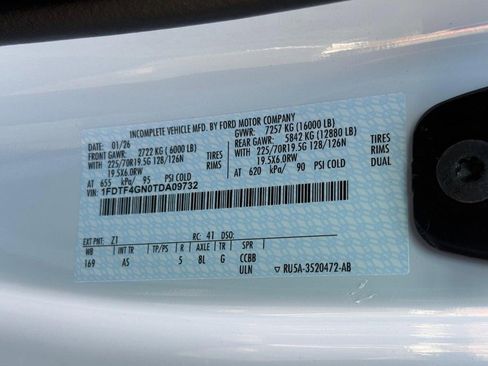 INCOMPLETE VEHICLE MFD. BY FORD MOTOR COMPANY
DATE: 01/26 GVWR: 7257 KG (16000 LB)
FRONT GAWR: 2722 KG (6000 LB) REAR GAWR: 5842 KG (12880 LB)
WITH 225/70R19.5G 128/126N TIRES WITH 225/70R19.5G 128/126N TIRES
19.5X6.0RW RIMS 19.5X6.0RW RIMS
AT 655 kPa/ 95 PSI COLD AT 620 kPa/ 90 PSI COLD DUAL
1FDTF4GN0TDA09732
EXT PNT: Z1 RC: 41 DSO:
WB TP/PS R AXLE TR SPR
169 AS 5 8L G CCBB
ULN ▽ RU5A-3520472-AB